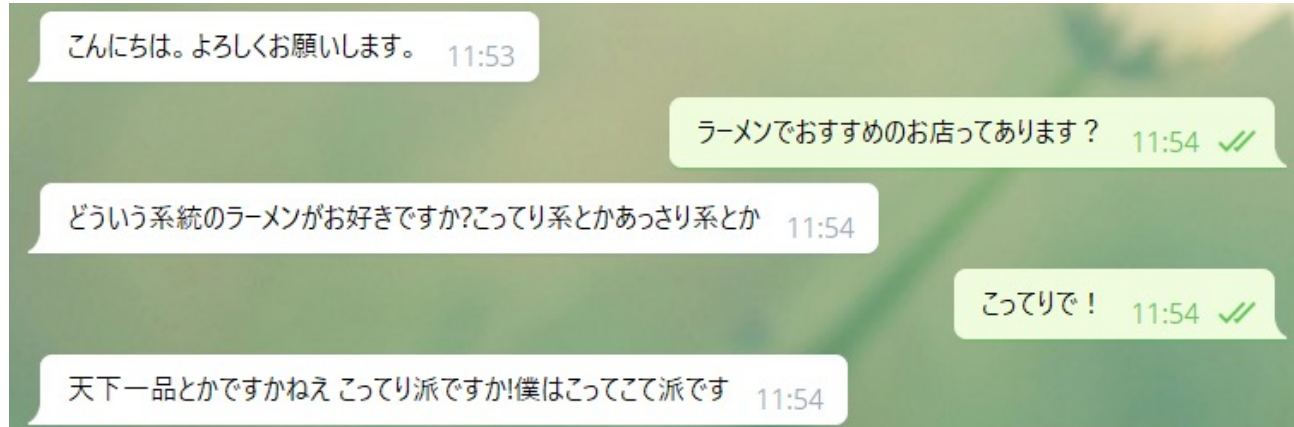 こんにちは。よろしくお願いします。 11:53
ラーメンでおすすめのお店ってあります？ 11:54
どういう系統のラーメンがお好きですか?こってり系とかあっさり系とか 11:54
こってりで！ 11:54
天下一品とかですかねえ こってり派ですか!僕はこってこて派です 11:54